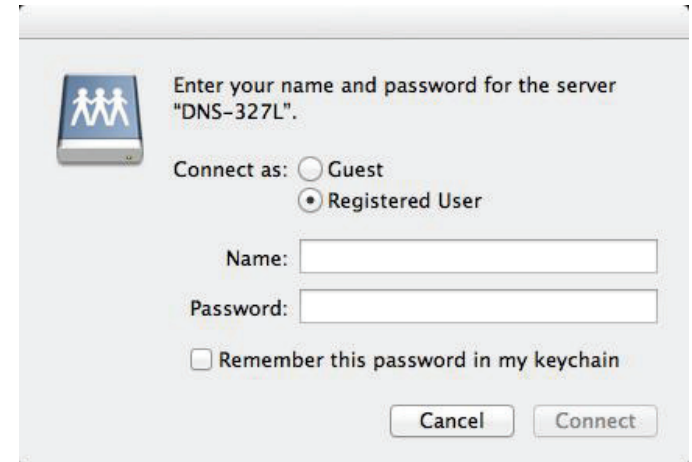 Enter your name and password for the server
"DNS-327L".
Connect as: Guest
Registered User
Name:
Password:
Remember this password in my keychain
Cancel Connect